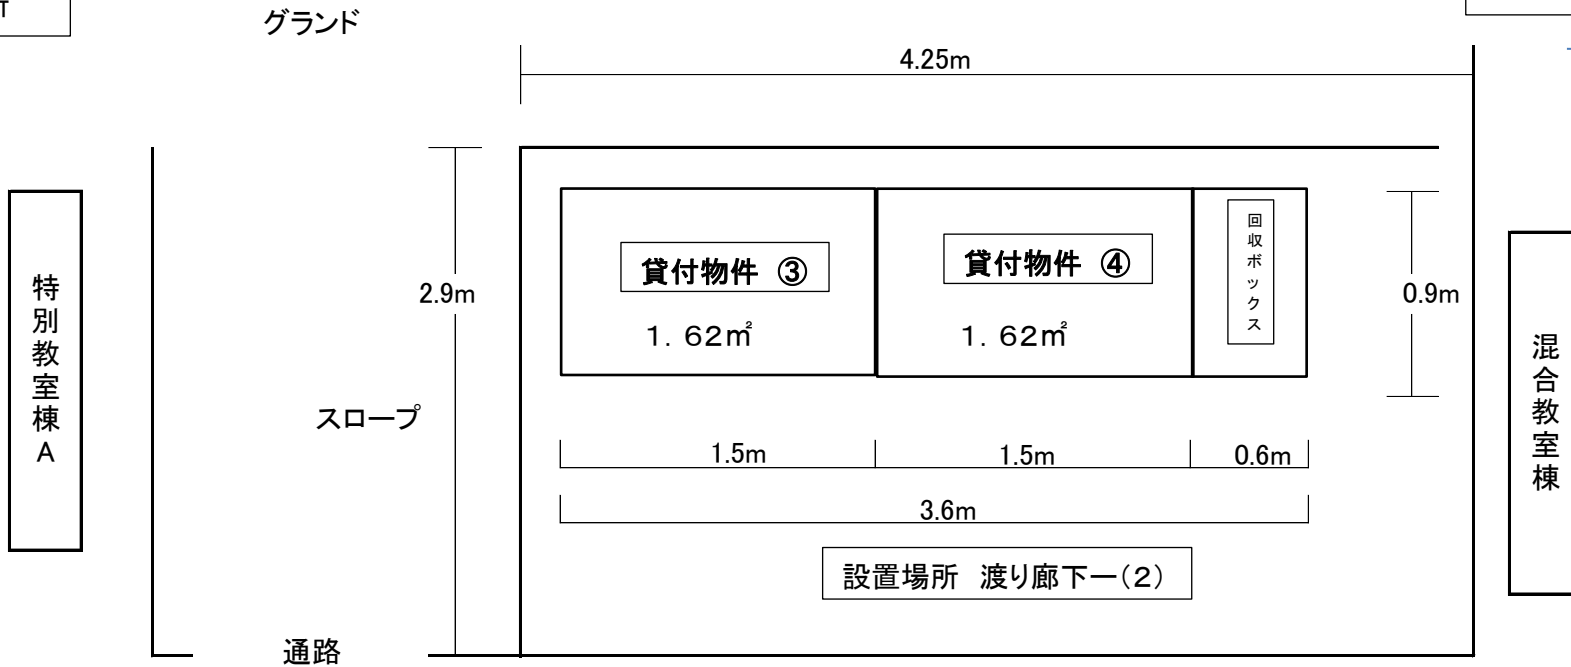 グランド
4.25m
特別教室棟A
2.9m
貸付物件 ③
1.62㎡
貸付物件 ④
1.62㎡
回収ボックス
0.9m
混合教室棟
スロープ
1.5m
1.5m
0.6m
3.6m
設置場所 渡り廊下ー(2)
通路